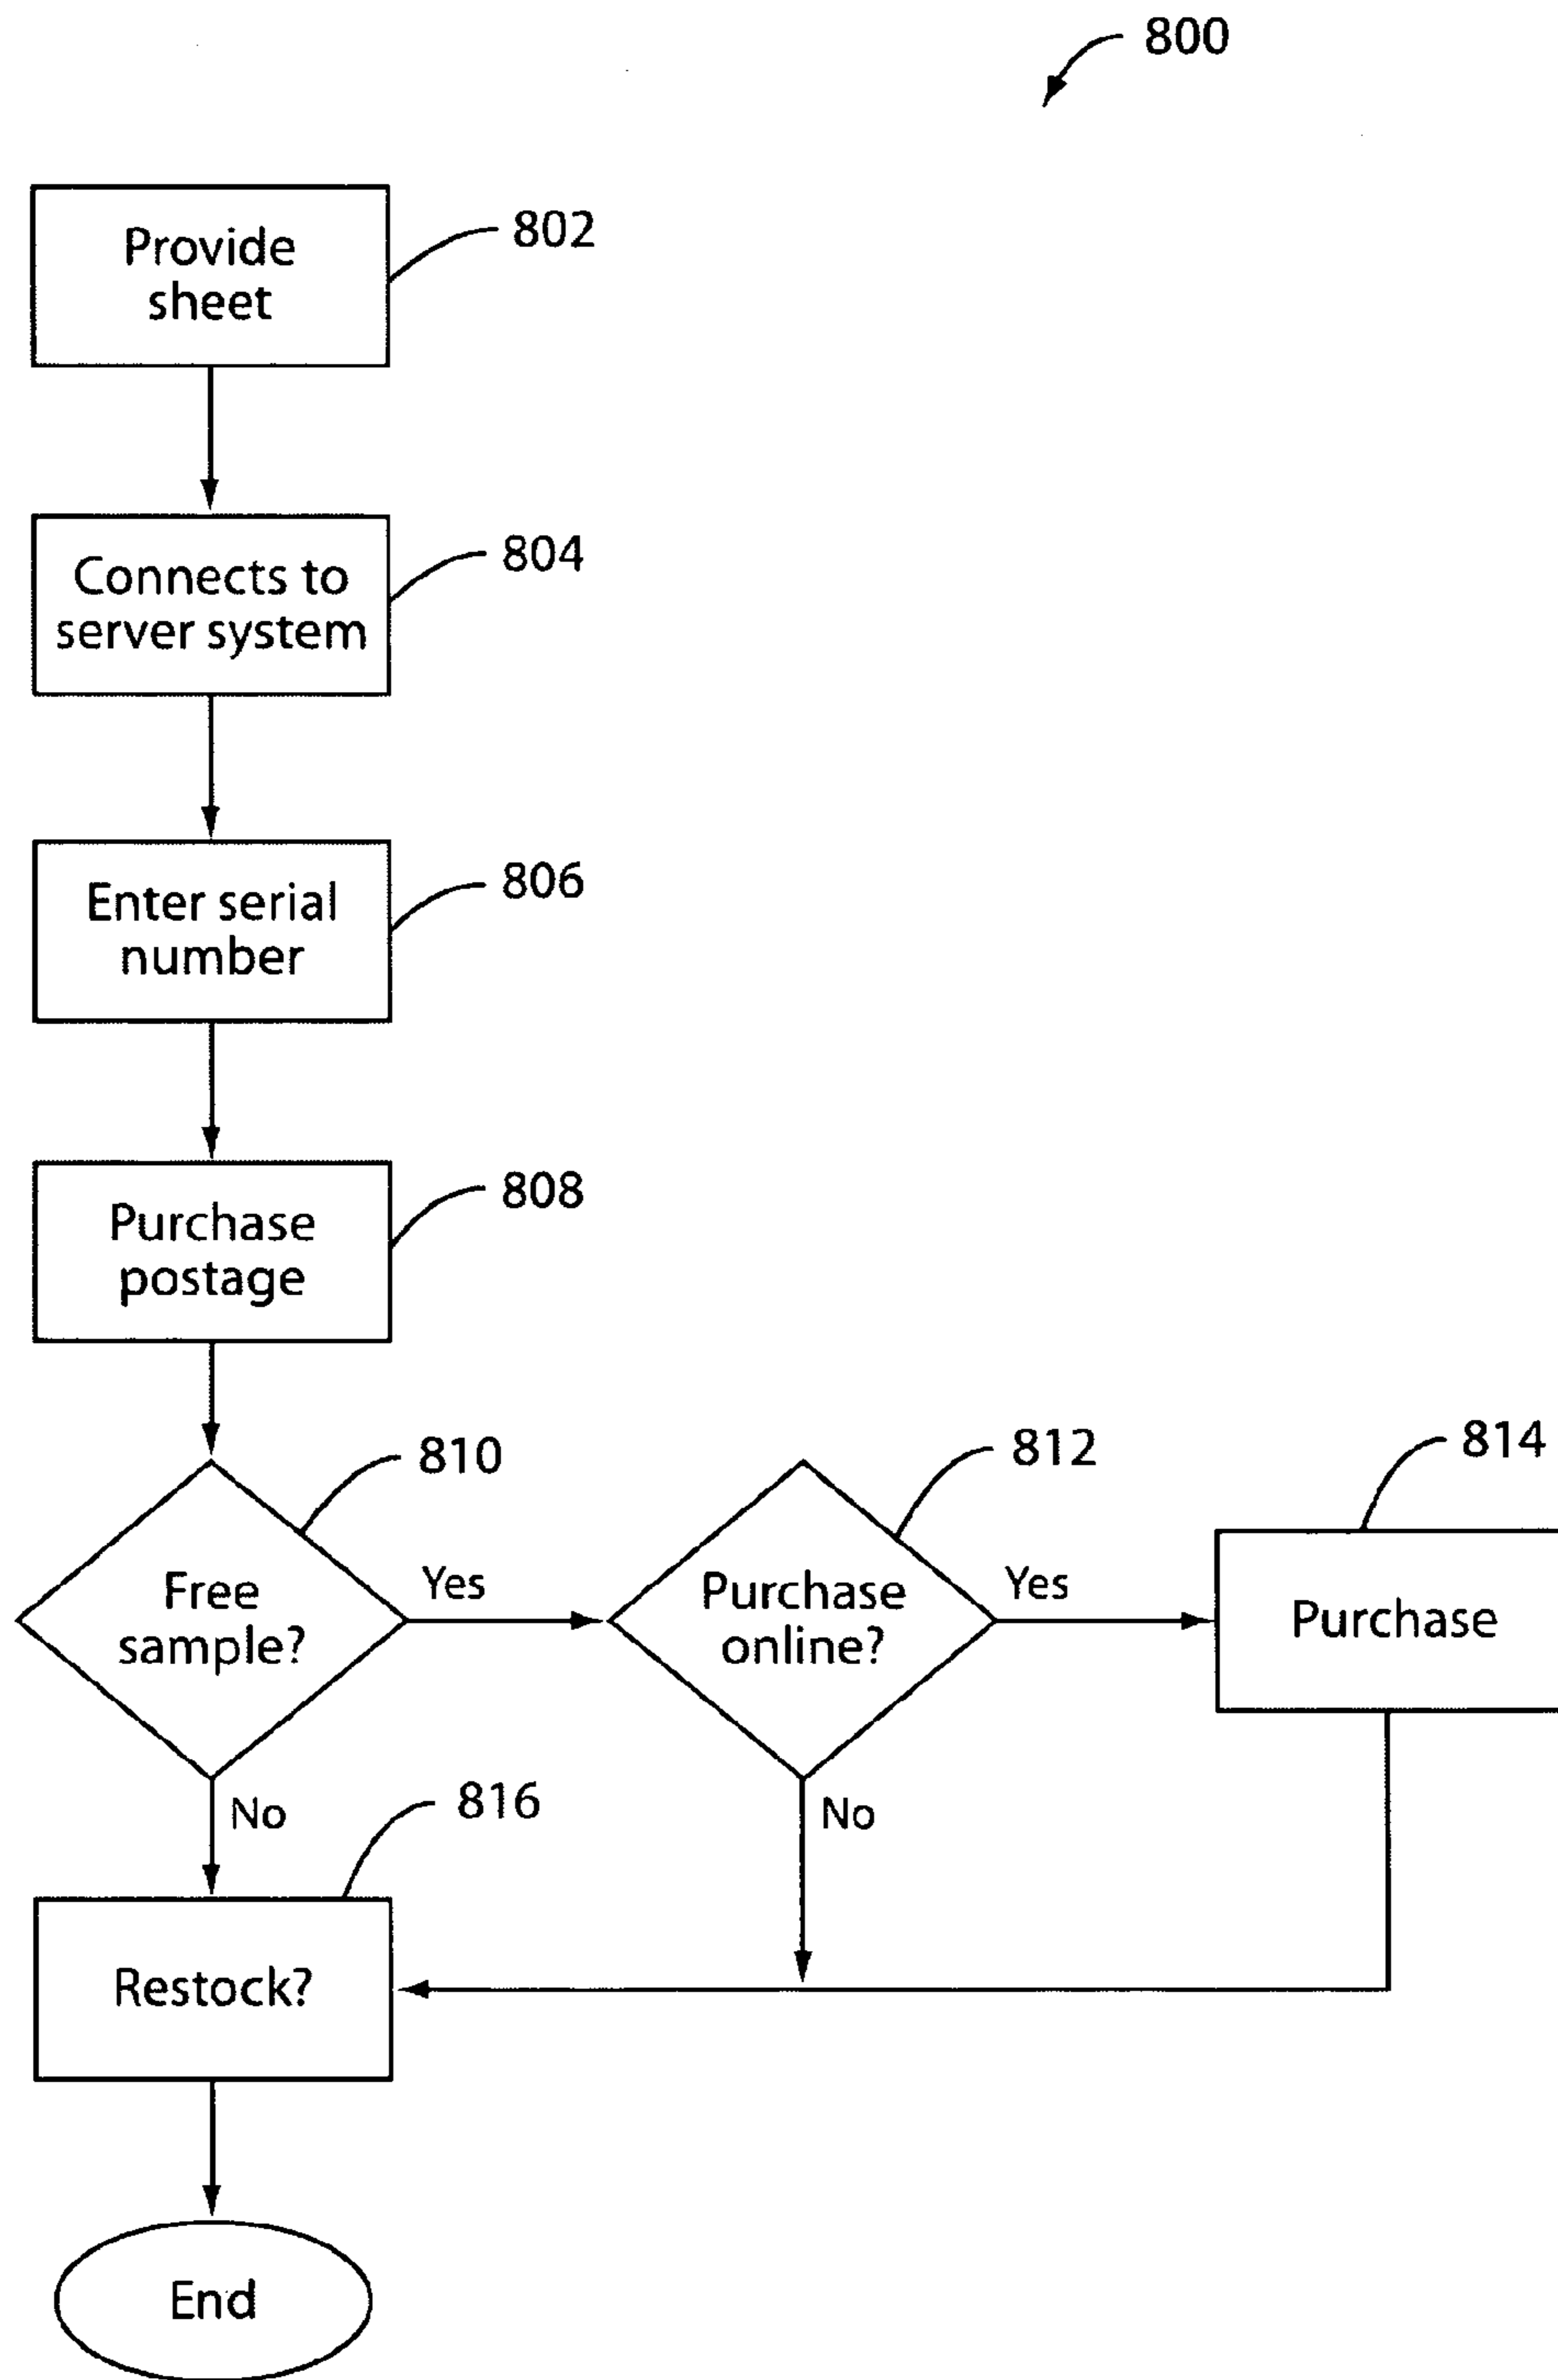 800
Provide
sheet
802
Connects to
server system
804
Enter serial
number
806
Purchase
postage
808
Free
sample?
810
Yes
Purchase
online?
812
Yes
814
Purchase
No
816
No
Restock?
End